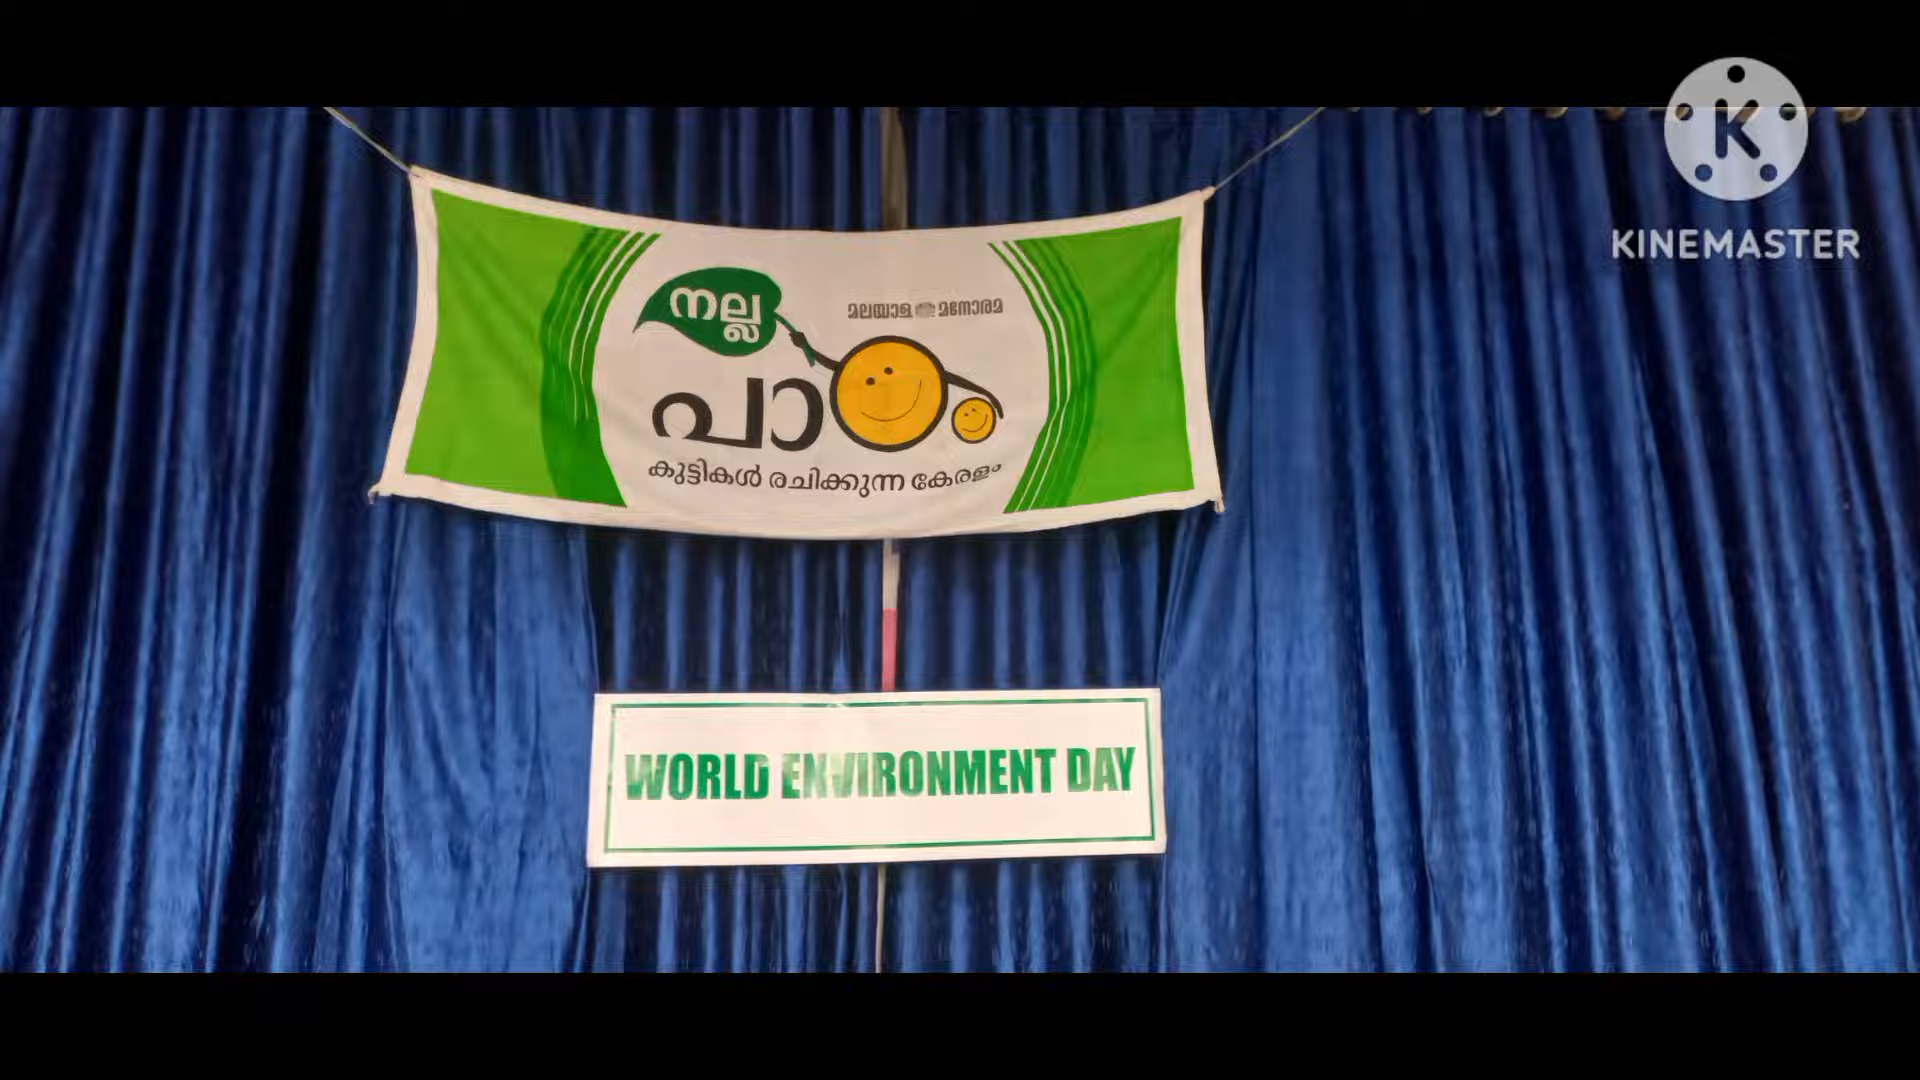 നല്ല
മലയാള മനോരമ
പാഠം
കുട്ടികൾ രചിക്കുന്ന കേരളം
WORLD ENVIRONMENT DAY
K
KINEMASTER